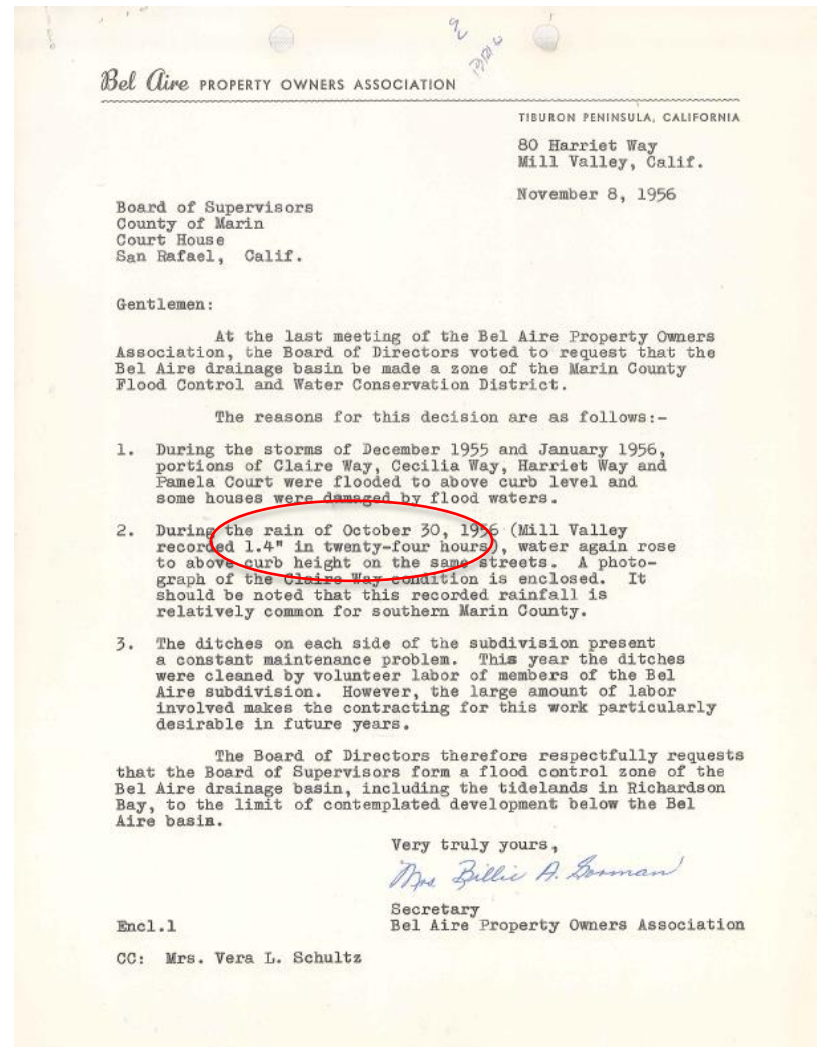 Bel Aire PROPERTY OWNERS ASSOCIATION
TIBURON PENINSULA, CALIFORNIA
80 Harriet Way
Mill Valley, Calif.
November 8, 1956
Board of Supervisors
County of Marin
Court House
San Rafael, Calif.
Gentlemen:
At the last meeting of the Bel Aire Property Owners
Association, the Board of Directors voted to request that the
Bel Aire drainage basin be made a zone of the Marin County
Flood Control and Water Conservation District.
The reasons for this decision are as follows:-
1. During the storms of December 1955 and January 1956,
portions of Claire Way, Cecilia Way, Harriet Way and
Pamela Court were flooded to above curb level and
some houses were damaged by flood waters.
2. During the rain of October 30, 1956 (Mill Valley
recorded 1.4" in twenty-four hours), water again rose
to above curb height on the same streets. A photo-
graph of the Claire Way condition is enclosed. It
should be noted that this recorded rainfall is
relatively common for southern Marin County.
3. The ditches on each side of the subdivision present
a constant maintenance problem. This year the ditches
were cleaned by volunteer labor of members of the Bel
Aire subdivision. However, the large amount of labor
involved makes the contracting for this work particularly
desirable in future years.
The Board of Directors therefore respectfully requests
that the Board of Supervisors form a flood control zone of the
Bel Aire drainage basin, including the tidelands in Richardson
Bay, to the limit of contemplated development below the Bel
Aire basin.
Very truly yours,
Mrs. Billie A. Gorman
Secretary
Encl.1 Bel Aire Property Owners Association
CC: Mrs. Vera L. Schultz